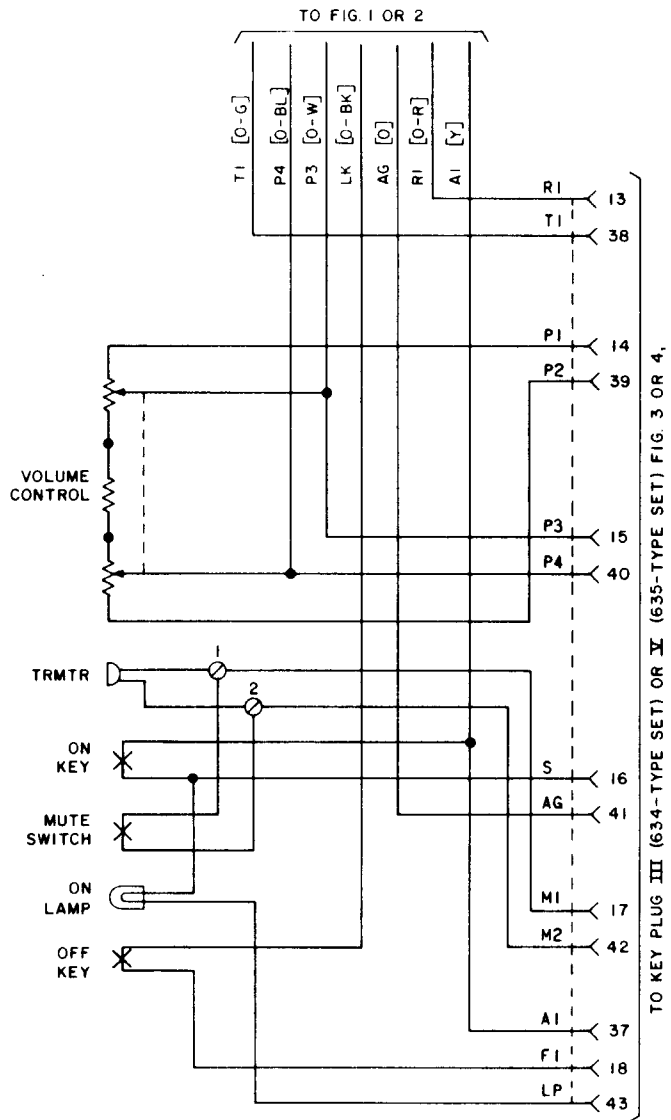 TO FIG. 1 OR 2
T1 [O-G]
P4 [O-BL]
P3 [O-W]
LK [O-BK]
AG [O]
R1 [O-R]
A1 [Y]
R1 13
T1 38
P1 14
P2 39
VOLUME
CONTROL
P3 15
P4 40
TRMTR
1
2
ON
KEY
S 16
AG 41
MUTE
SWITCH
ON
LAMP
M1 17
M2 42
OFF
KEY
A1 37
F1 18
LP 43
TO KEY PLUG III (634-TYPE SET) OR V (635-TYPE SET) FIG. 3 OR 4,